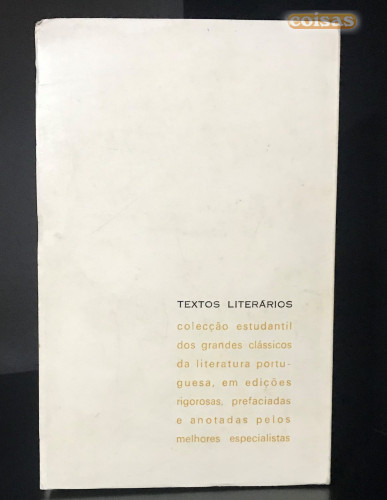 coisas
TEXTOS LITERÁRIOS
colecção estudantil
dos grandes clássicos
da literatura portu-
guesa, em edições
rigorosas, prefaciadas
e anotadas pelos
melhores especialistas